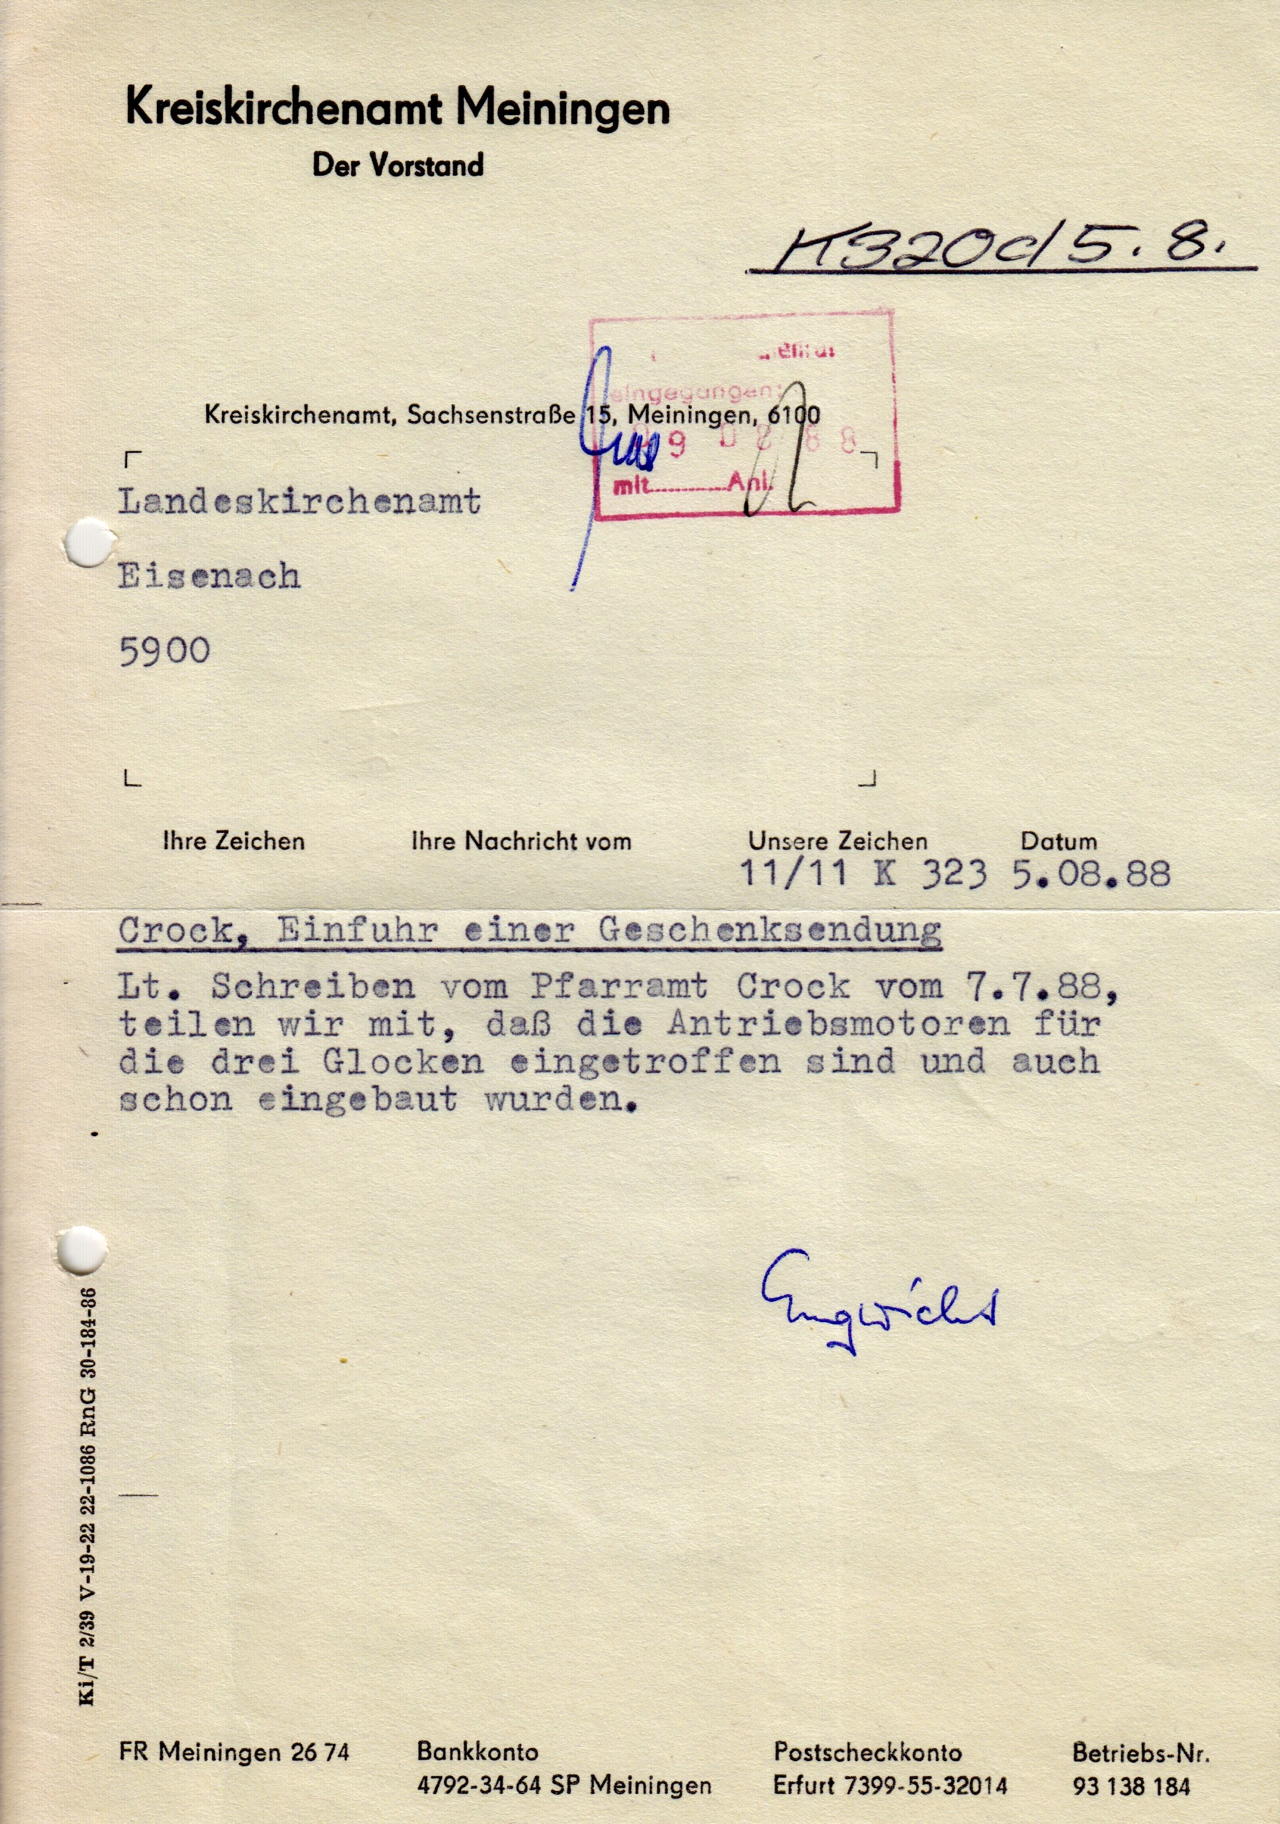 Kreiskirchenamt Meiningen
Der Vorstand
K320d/5.8.
eingegangen:
Kreiskirchenamt, Sachsenstraße 15, Meiningen, 6100
9 08 88
mit........Anl.
Landeskirchenamt
Eisenach
5900
Ihre Zeichen Ihre Nachricht vom Unsere Zeichen Datum
11/11 K 323 5.08.88
Crock, Einfuhr einer Geschenksendung
Lt. Schreiben vom Pfarramt Crock vom 7.7.88,
teilen wir mit, daß die Antriebsmotoren für
die drei Glocken eingetroffen sind und auch
schon eingebaut wurden.
Ki/T 2/39 V-19-22 22-1086 RnG 30-184-86
FR Meiningen 26 74 Bankkonto Postscheckkonto Betriebs-Nr.
4792-34-64 SP Meiningen Erfurt 7399-55-32014 93 138 184